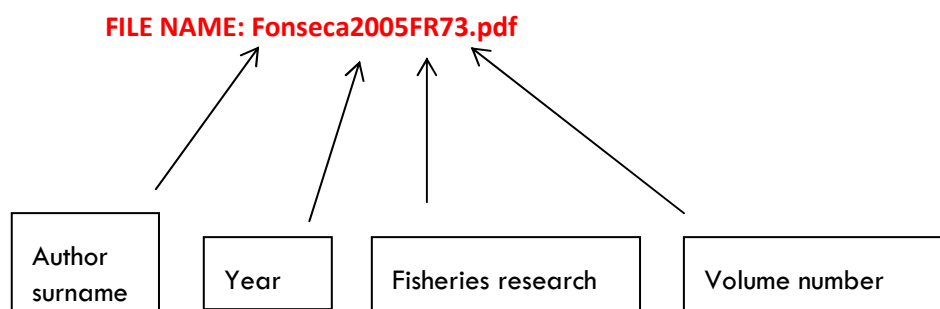 FILE NAME: Fonseca2005FR73.pdf
Author
surname
Year
Fisheries research
Volume number